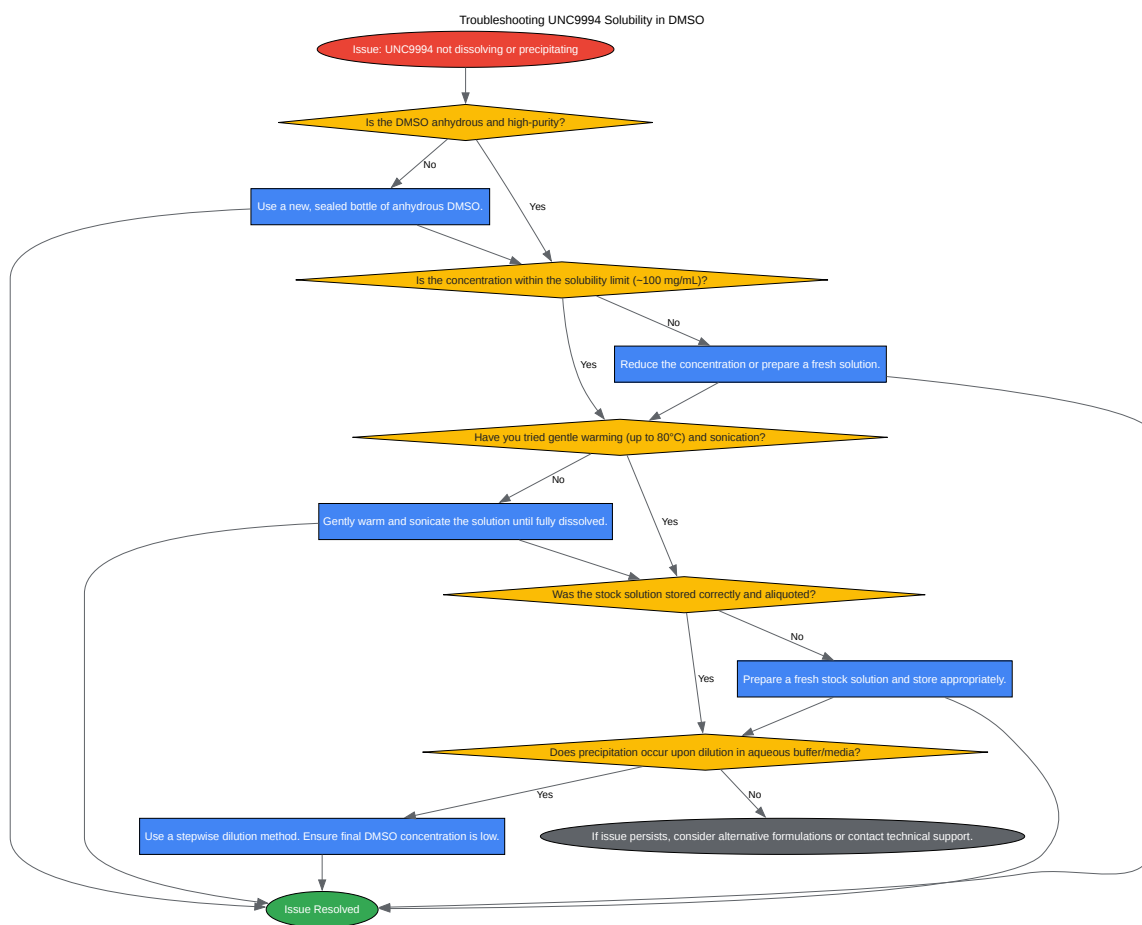 Troubleshooting UNC9994 Solubility in DMSO
Issue: UNC9994 not dissolving or precipitating
Is the DMSO anhydrous and high-purity?
No
Use a new, sealed bottle of anhydrous DMSO.
Yes
Is the concentration within the solubility limit (~100 mg/mL)?
No
Yes
Reduce the concentration or prepare a fresh solution.
Have you tried gentle warming (up to 80°C) and sonication?
No
Gently warm and sonicate the solution until fully dissolved.
Yes
Was the stock solution stored correctly and aliquoted?
No
Yes
Prepare a fresh stock solution and store appropriately.
Does precipitation occur upon dilution in aqueous buffer/media?
Yes
No
Use a stepwise dilution method. Ensure final DMSO concentration is low.
If issue persists, consider alternative formulations or contact technical support.
Issue Resolved